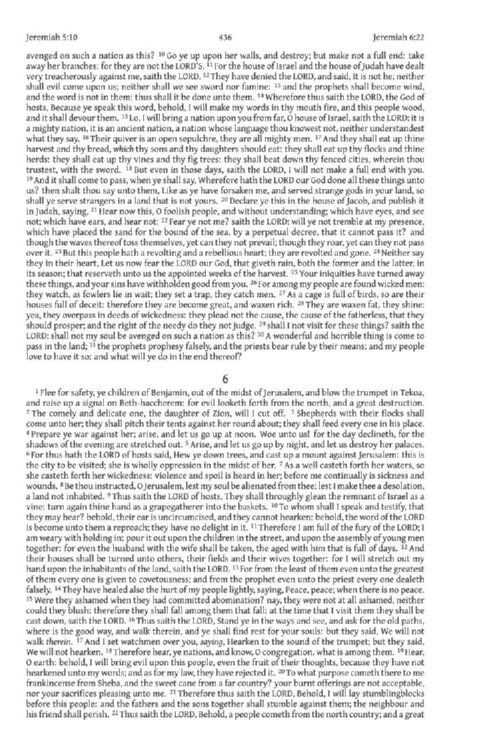 Jeremiah 5:10 436 Jeremiah 6:22
avenged on such a nation as this? 10 Go ye up upon her walls, and destroy; but make not a full end: take
away her branches: for they are not the LORD'S. 11 For the house of Israel and the house of Judah have dealt
very treacherously against me, saith the LORD. 12 They have denied the LORD, and said, It is not he; neither
shall evil come upon us; neither shall we see sword nor famine: 13 and the prophets shall become wind,
and the word is not in them: thus shall it be done unto them. 14 Wherefore thus saith the LORD, the God of
hosts, Because ye speak this word, behold, I will make my words in thy mouth fire, and this people wood,
and it shall devour them. 15 Lo, I will bring a nation upon you from far, O house of Israel, saith the LORD: it is
a mighty nation, it is an ancient nation, a nation whose language thou knowest not, neither understandest
what they say. 16 Their quiver is an open sepulchre, they are all mighty men. 17 And they shall eat up thine
harvest and thy bread, which thy sons and thy daughters should eat: they shall eat up thy flocks and thine
herds: they shall eat up thy vines and thy fig trees: they shall beat down thy fenced cities, wherein thou
trustest, with the sword. 18 But even in those days, saith the LORD, I will not make a full end with you.
19 And it shall come to pass, when ye shall say, Wherefore hath the LORD our God done all these things unto
us? then shalt thou say unto them, Like as ye have forsaken me, and served strange gods in your land, so
shall ye serve strangers in a land that is not yours. 20 Declare ye this in the house of Jacob, and publish it
in Judah, saying, 21 Hear now this, O foolish people, and without understanding; which have eyes, and see
not; which have ears, and hear not: 22 Fear ye not me? saith the LORD: will ye not tremble at my presence,
which have placed the sand for the bound of the sea, by a perpetual decree, that it cannot pass it? and
though the waves thereof toss themselves, yet can they not prevail; though they roar, yet can they not pass
over it. 23 But this people hath a revolting and a rebellious heart; they are revolted and gone. 24 Neither say
they in their heart, Let us now fear the LORD our God, that giveth rain, both the former and the latter, in
its season; that reserveth unto us the appointed weeks of the harvest. 25 Your iniquities have turned away
these things, and your sins have withholden good from you. 26 For among my people are found wicked men:
they watch, as fowlers lie in wait; they set a trap, they catch men. 27 As a cage is full of birds, so are their
houses full of deceit: therefore they are become great, and waxen rich. 28 They are waxen fat, they shine:
yea, they overpass in deeds of wickedness: they plead not the cause, the cause of the fatherless, that they
should prosper; and the right of the needy do they not judge. 29 shall I not visit for these things? saith the
LORD: shall not my soul be avenged on such a nation as this? 30 A wonderful and horrible thing is come to
pass in the land; 31 the prophets prophesy falsely, and the priests bear rule by their means; and my people
love to have it so: and what will ye do in the end thereof?
6
1 Flee for safety, ye children of Benjamin, out of the midst of Jerusalem, and blow the trumpet in Tekoa,
and raise up a signal on Beth-haccherem: for evil looketh forth from the north, and a great destruction.
2 The comely and delicate one, the daughter of Zion, will I cut off. 3 Shepherds with their flocks shall
come unto her; they shall pitch their tents against her round about; they shall feed every one in his place.
4 Prepare ye war against her; arise, and let us go up at noon. Woe unto us! for the day declineth, for the
shadows of the evening are stretched out. 5 Arise, and let us go up by night, and let us destroy her palaces.
6 For thus hath the LORD of hosts said, Hew ye down trees, and cast up a mount against Jerusalem: this is
the city to be visited; she is wholly oppression in the midst of her. 7 As a well casteth forth her waters, so
she casteth forth her wickedness: violence and spoil is heard in her; before me continually is sickness and
wounds. 8 Be thou instructed, O Jerusalem, lest my soul be alienated from thee; lest I make thee a desolation,
a land not inhabited. 9 Thus saith the LORD of hosts, They shall throughly glean the remnant of Israel as a
vine: turn again thine hand as a grapegatherer into the baskets. 10 To whom shall I speak and testify, that
they may hear? behold, their ear is uncircumcised, and they cannot hearken: behold, the word of the LORD
is become unto them a reproach; they have no delight in it. 11 Therefore I am full of the fury of the LORD; I
am weary with holding in: pour it out upon the children in the street, and upon the assembly of young men
together: for even the husband with the wife shall be taken, the aged with him that is full of days. 12 And
their houses shall be turned unto others, their fields and their wives together: for I will stretch out my
hand upon the inhabitants of the land, saith the LORD. 13 For from the least of them even unto the greatest
of them every one is given to covetousness; and from the prophet even unto the priest every one dealeth
falsely. 14 They have healed also the hurt of my people lightly, saying, Peace, peace; when there is no peace.
15 Were they ashamed when they had committed abomination? nay, they were not at all ashamed, neither
could they blush: therefore they shall fall among them that fall: at the time that I visit them they shall be
cast down, saith the LORD. 16 Thus saith the LORD, Stand ye in the ways and see, and ask for the old paths,
where is the good way, and walk therein, and ye shall find rest for your souls: but they said, We will not
walk therein. 17 And I set watchmen over you, saying, Hearken to the sound of the trumpet; but they said,
We will not hearken. 18 Therefore hear, ye nations, and know, O congregation, what is among them. 19 Hear,
O earth: behold, I will bring evil upon this people, even the fruit of their thoughts, because they have not
hearkened unto my words; and as for my law, they have rejected it. 20 To what purpose cometh there to me
frankincense from Sheba, and the sweet cane from a far country? your burnt offerings are not acceptable,
nor your sacrifices pleasing unto me. 21 Therefore thus saith the LORD, Behold, I will lay stumblingblocks
before this people: and the fathers and the sons together shall stumble against them; the neighbour and
his friend shall perish. 22 Thus saith the LORD, Behold, a people cometh from the north country; and a great